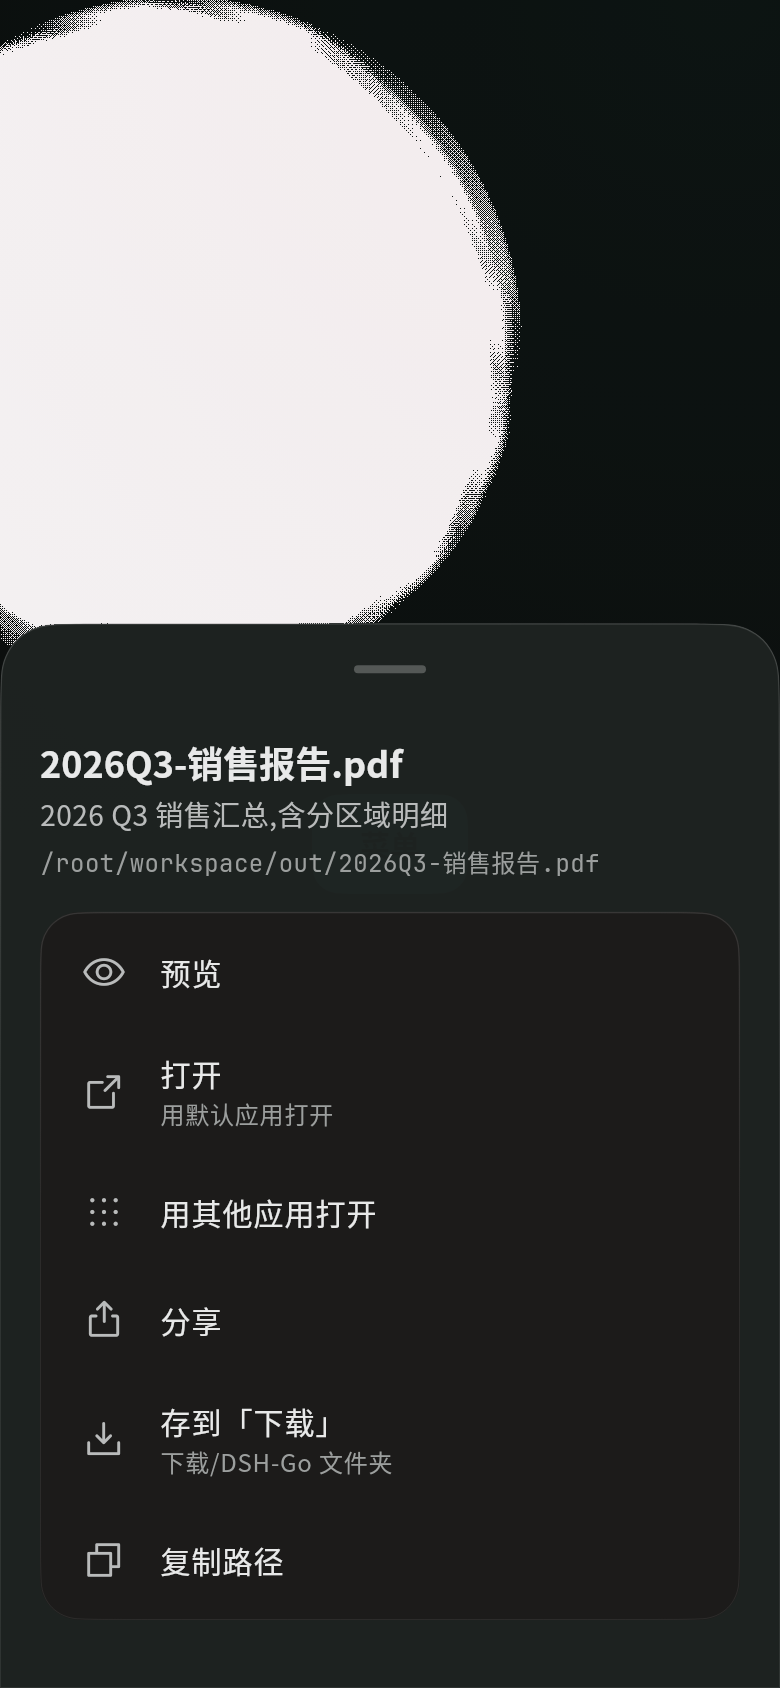 2026Q3-销售报告.pdf
2026 Q3 销售汇总,含分区域明细
/root/workspace/out/2026Q3-销售报告.pdf
预览
打开
用默认应用打开
用其他应用打开
分享
存到「下载」
下载/DSH-Go 文件夹
复制路径